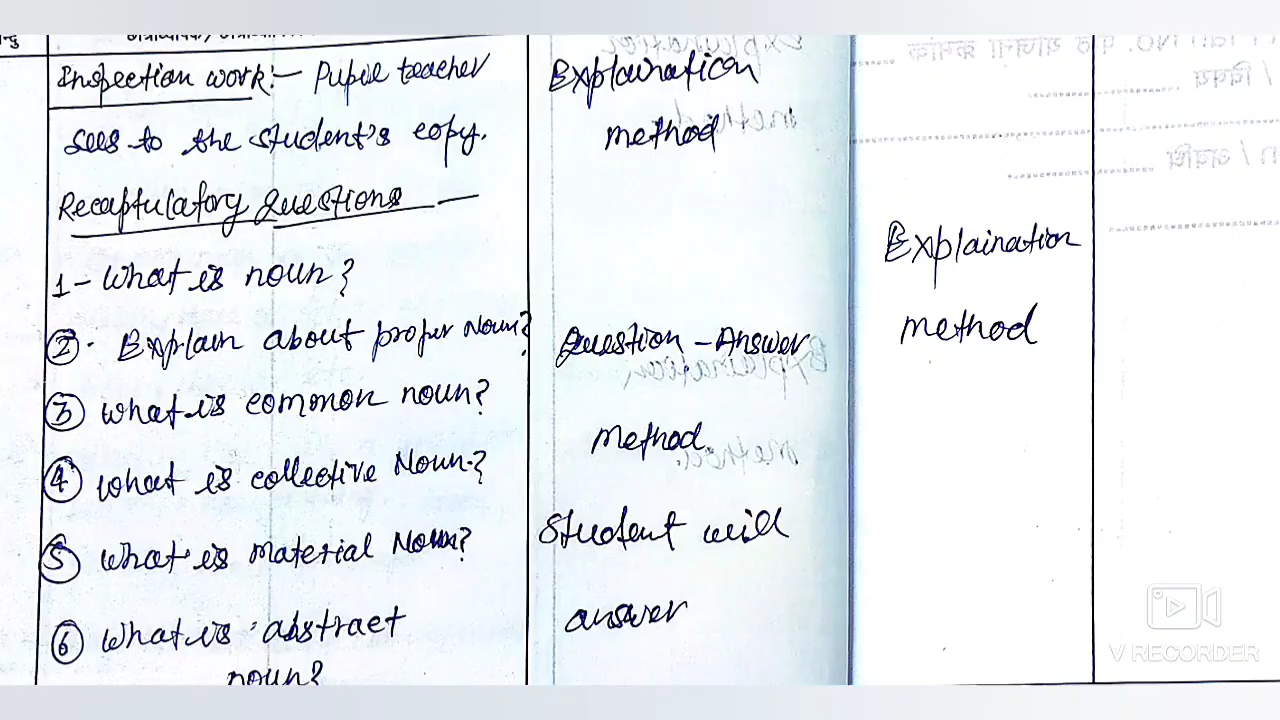 Inspection work:- Pupil teacher
sees to the student's copy.
Recaptulatory Questions —
1- What is noun?
②. Explain about proper Noun?
③ What is common noun?
④ What is collective Noun?
⑤ What is material Noun?
⑥ What is abstract
noun?
Explaination
method
Question - Answer
Method.
Student will
answer
Explaination
method
V RECORDER